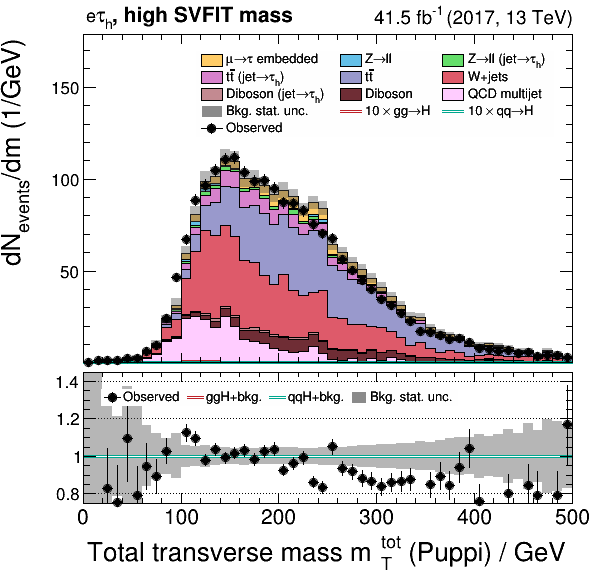 eτh, high SVFIT mass 41.5 fb⁻¹ (2017, 13 TeV)
dNevents/dm (1/GeV)
150
100
50
μ→τ embedded Z→ll Z→ll (jet→τh)
tt̄ (jet→τh) tt̄ W+jets
Diboson (jet→τh) Diboson QCD multijet
Bkg. stat. unc. 10 × gg→H 10 × qq→H
Observed
1.4
1.2
1
0.8
Observed ggH+bkg. qqH+bkg. Bkg. stat. unc.
0 100 200 300 400 500
Total transverse mass m T tot (Puppi) / GeV